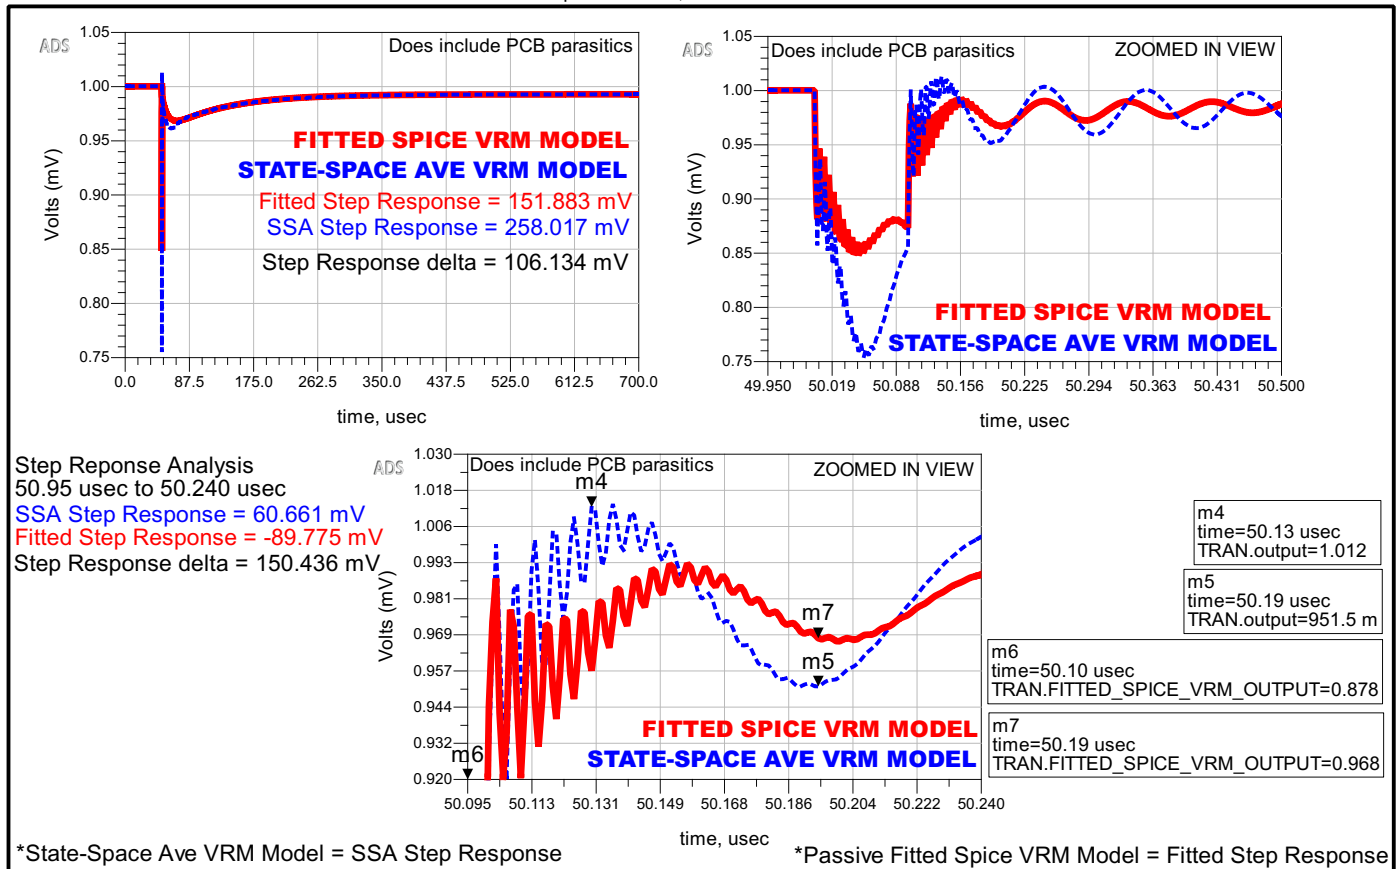 ADS
Does include PCB parasitics
1.05
1.00
0.95
0.90
0.85
0.80
0.75
Volts (mV)
FITTED SPICE VRM MODEL
STATE-SPACE AVE VRM MODEL
Fitted Step Response = 151.883 mV
SSA Step Response = 258.017 mV
Step Response delta = 106.134 mV
0.0 87.5 175.0 262.5 350.0 437.5 525.0 612.5 700.0
time, usec
ADS
Does include PCB parasitics ZOOMED IN VIEW
1.05
1.00
0.95
0.90
0.85
0.80
0.75
Volts (mV)
FITTED SPICE VRM MODEL
STATE-SPACE AVE VRM MODEL
49.950 50.019 50.088 50.156 50.225 50.294 50.363 50.431 50.500
time, usec
Step Reponse Analysis
50.95 usec to 50.240 usec
SSA Step Response = 60.661 mV
Fitted Step Response = -89.775 mV
Step Response delta = 150.436 mV
ADS
Does include PCB parasitics ZOOMED IN VIEW
1.030
1.018
1.006
0.993
0.981
0.969
0.957
0.944
0.932
0.920
Volts (mV)
m4
m7
m5
m6
FITTED SPICE VRM MODEL
STATE-SPACE AVE VRM MODEL
50.095 50.113 50.131 50.149 50.168 50.186 50.204 50.222 50.240
time, usec
m4
time=50.13 usec
TRAN.output=1.012
m5
time=50.19 usec
TRAN.output=951.5 m
m6
time=50.10 usec
TRAN.FITTED_SPICE_VRM_OUTPUT=0.878
m7
time=50.19 usec
TRAN.FITTED_SPICE_VRM_OUTPUT=0.968
*State-Space Ave VRM Model = SSA Step Response
*Passive Fitted Spice VRM Model = Fitted Step Response